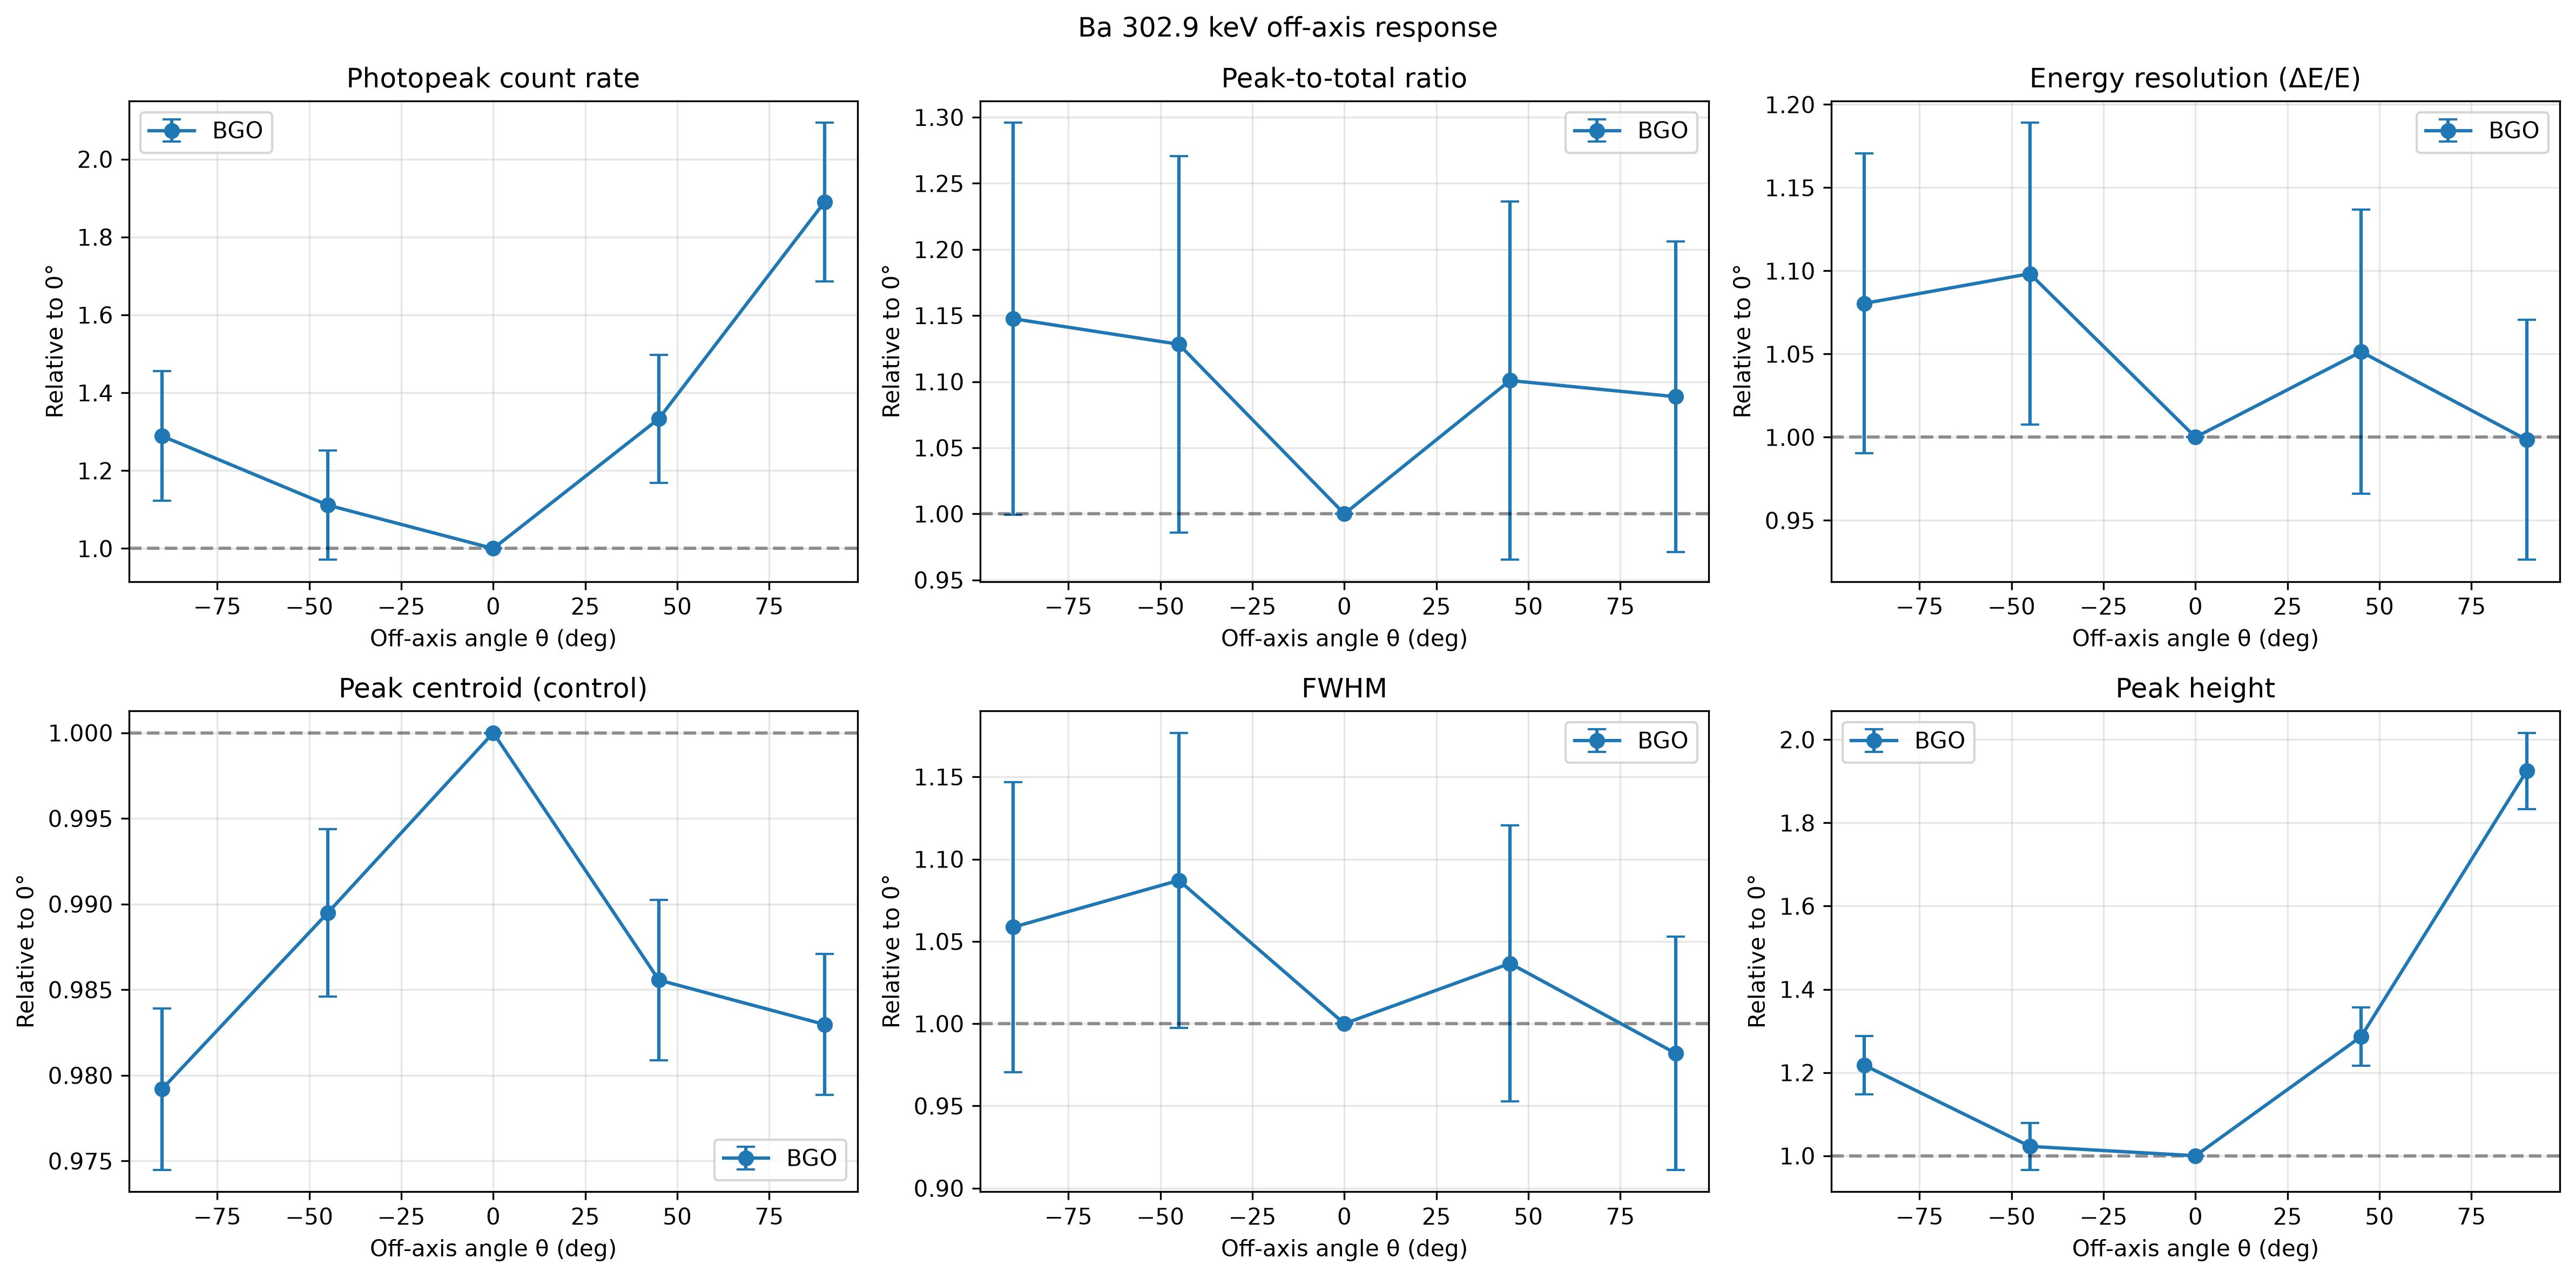 Ba 302.9 keV off-axis response
Photopeak count rate
BGO
2.0
1.8
1.6
1.4
1.2
1.0
Relative to 0°
−75 −50 −25 0 25 50 75
Off-axis angle θ (deg)
Peak-to-total ratio
BGO
1.30
1.25
1.20
1.15
1.10
1.05
1.00
0.95
Relative to 0°
−75 −50 −25 0 25 50 75
Off-axis angle θ (deg)
Energy resolution (ΔE/E)
BGO
1.20
1.15
1.10
1.05
1.00
0.95
Relative to 0°
−75 −50 −25 0 25 50 75
Off-axis angle θ (deg)
Peak centroid (control)
1.000
0.995
0.990
0.985
0.980
0.975
Relative to 0°
BGO
−75 −50 −25 0 25 50 75
Off-axis angle θ (deg)
FWHM
BGO
1.15
1.10
1.05
1.00
0.95
0.90
Relative to 0°
−75 −50 −25 0 25 50 75
Off-axis angle θ (deg)
Peak height
BGO
2.0
1.8
1.6
1.4
1.2
1.0
Relative to 0°
−75 −50 −25 0 25 50 75
Off-axis angle θ (deg)